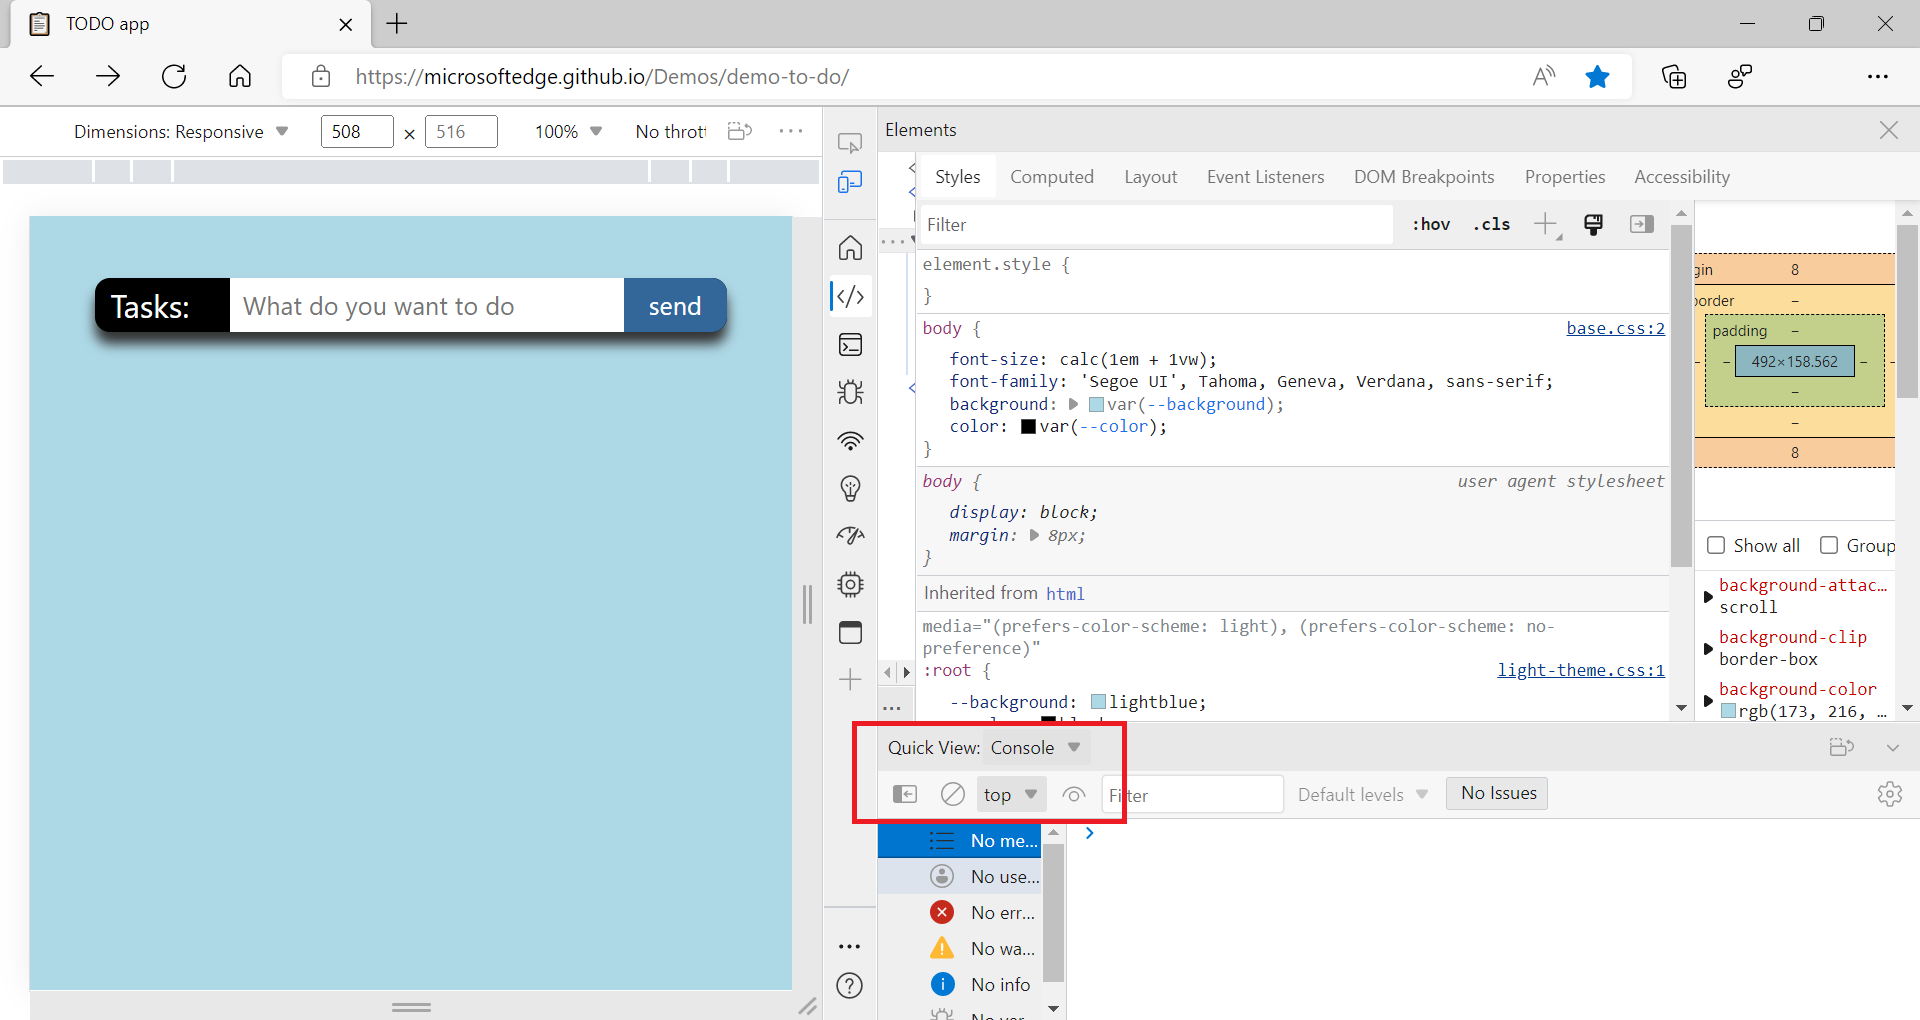 TODO app
https://microsoftedge.github.io/Demos/demo-to-do/
Dimensions: Responsive 508 × 516 100% No thrott
Tasks: What do you want to do send
Elements
Styles Computed Layout Event Listeners DOM Breakpoints Properties Accessibility
Filter :hov .cls
element.style {
}
body { base.css:2
font-size: calc(1em + 1vw);
font-family: 'Segoe UI', Tahoma, Geneva, Verdana, sans-serif;
background: var(--background);
color: var(--color);
}
body { user agent stylesheet
display: block;
margin: 8px;
}
Inherited from html
media="(prefers-color-scheme: light), (prefers-color-scheme: no-
preference)"
:root { light-theme.css:1
--background: lightblue;
8
border –
padding –
– 492×158.562 –
–
–
8
Show all Group
background-attac…
scroll
background-clip
border-box
background-color
rgb(173, 216, …
Quick View: Console
top Filter Default levels No Issues
No me…
No use…
No err…
No wa…
No info